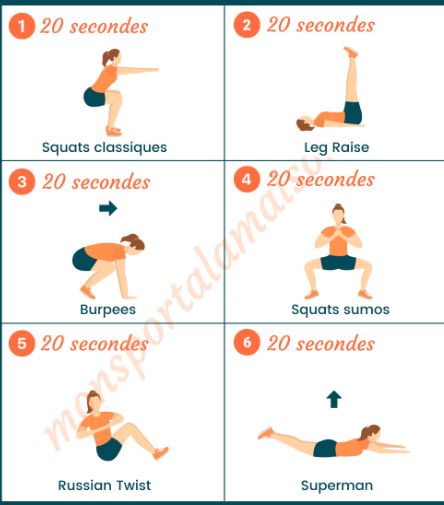 1 20 secondes
Squats classiques
2 20 secondes
Leg Raise
3 20 secondes
Burpees
4 20 secondes
Squats sumos
5 20 secondes
Russian Twist
6 20 secondes
Superman
monsportalamaison.